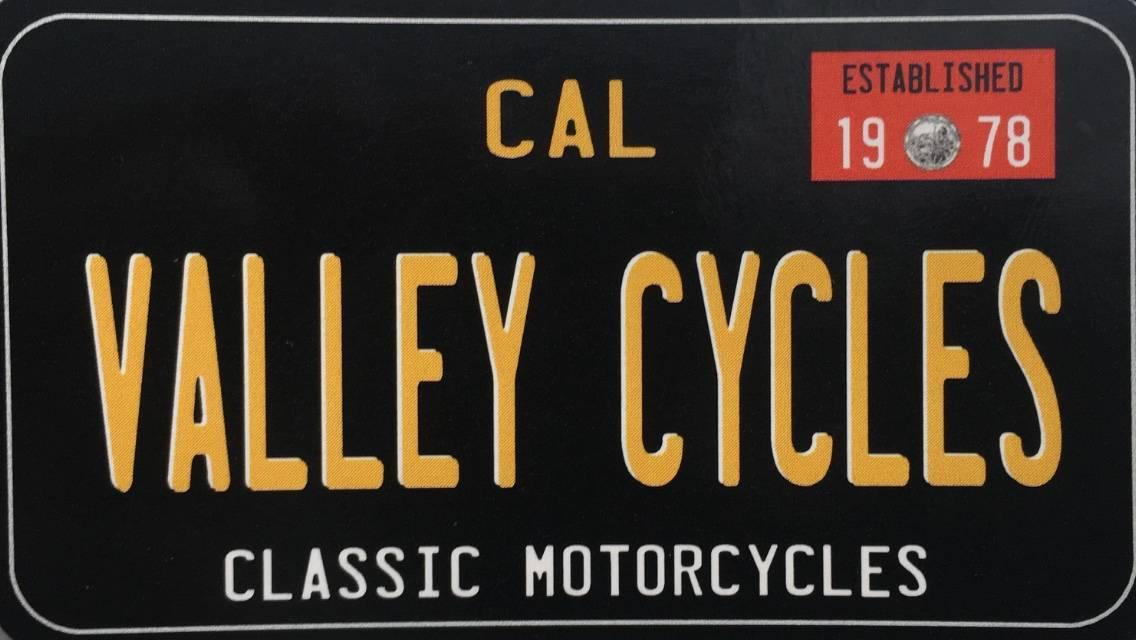 CAL
ESTABLISHED
19 78
VALLEY CYCLES
CLASSIC MOTORCYCLES